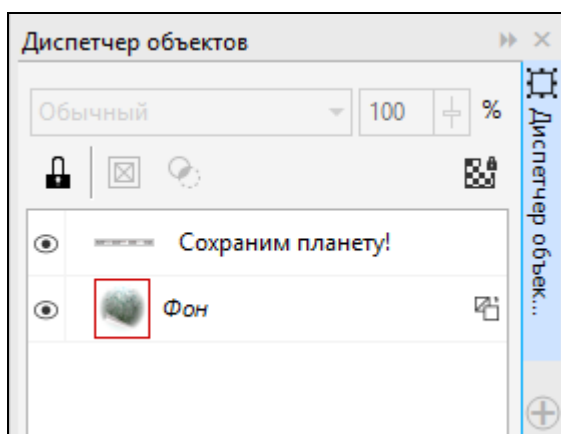 Диспетчер объектов
Обычный
100
%
Сохраним планету!
Фон
Диспетчер объек...